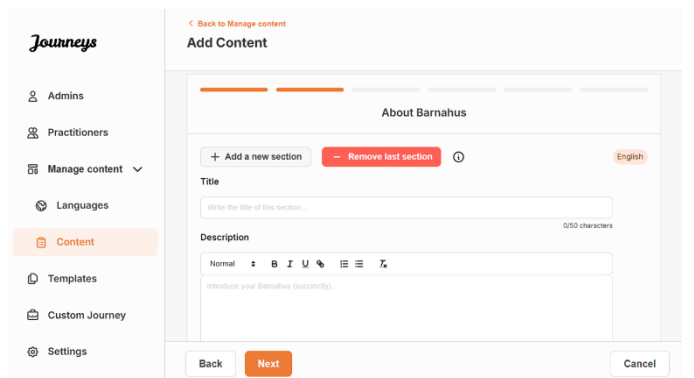 Journeys
Admins
Practitioners
Manage content
Languages
Content
Templates
Custom Journey
Settings
< Back to Manage content
Add Content
About Barnahus
+ Add a new section
− Remove last section
English
Title
Write the title of this section...
0/50 characters
Description
Normal B I U
Introduce your Barnahus (succinctly)...
Back
Next
Cancel